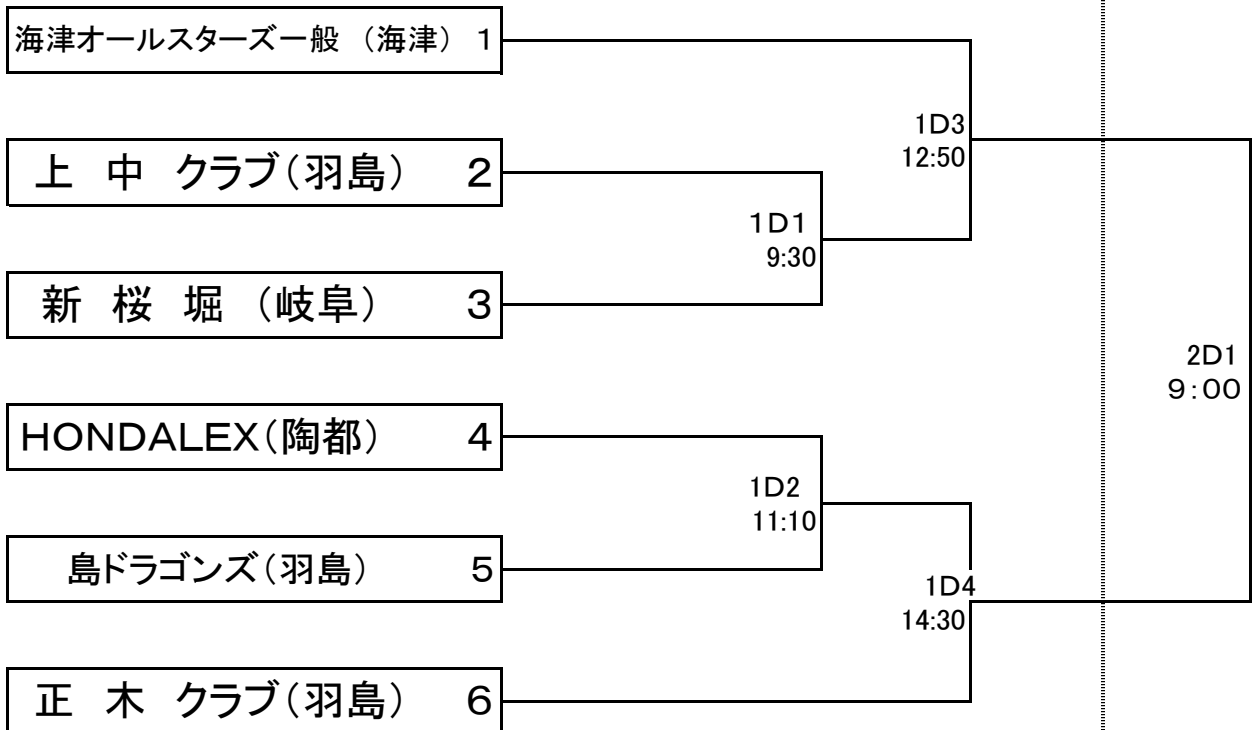 海津オールスターズ一般 （海津） 1
1D3
12:50
上 中 クラブ（羽島） 2
1D1
9:30
新 桜 堀 （岐阜） 3
2D1
９：００
HONDALEX（陶都） 4
1D2
11:10
島ドラゴンズ（羽島） 5
1D4
14:30
正 木 クラブ（羽島） 6